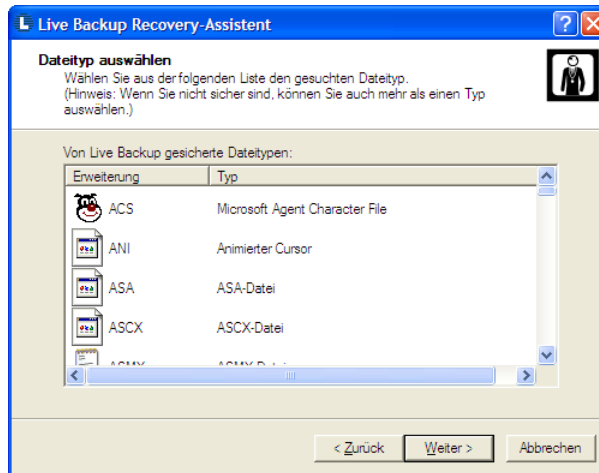 Live Backup Recovery-Assistent
Dateityp auswählen
Wählen Sie aus der folgenden Liste den gesuchten Dateityp.
(Hinweis: Wenn Sie nicht sicher sind, können Sie auch mehr als einen Typ
auswählen.)
Von Live Backup gesicherte Dateitypen:
Erweiterung Typ
ACS Microsoft Agent Character File
ANI Animierter Cursor
ASA ASA-Datei
ASCX ASCX-Datei
< Zurück Weiter > Abbrechen